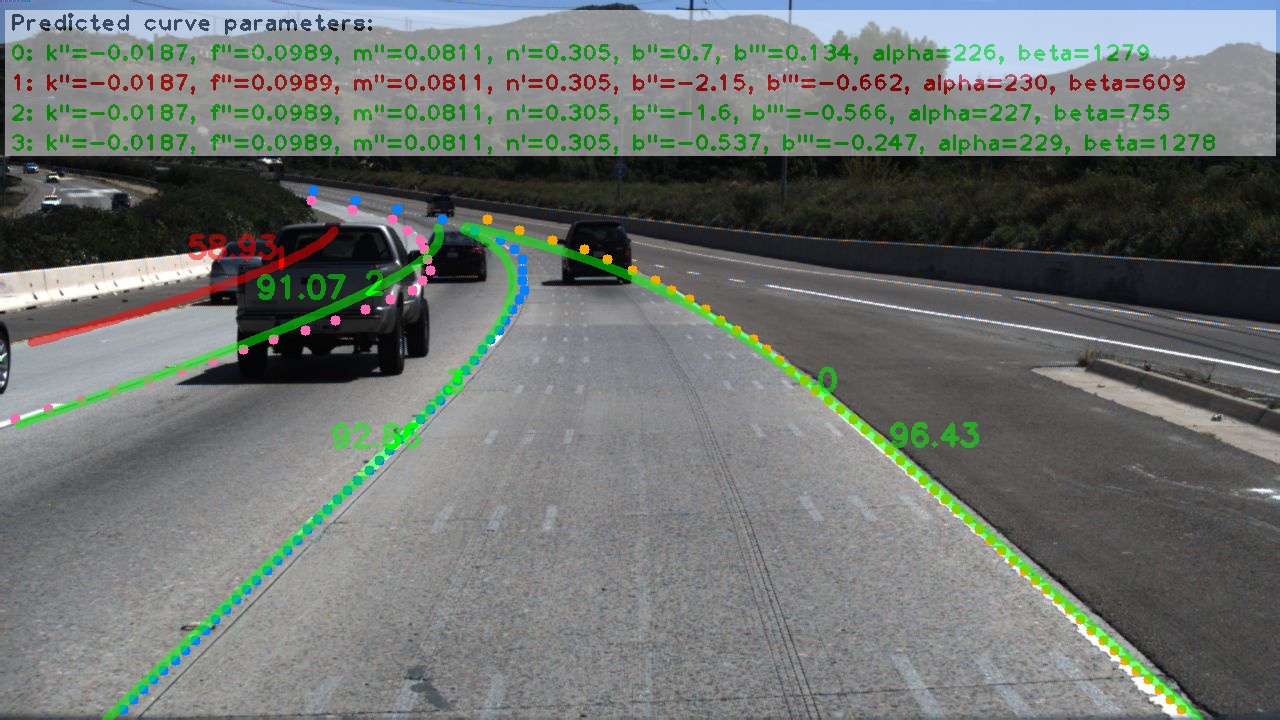 Predicted curve parameters:
0: k''=−0.0187, f''=0.0989, m''=0.0811, n'=0.305, b''=0.7, b'''=0.134, alpha=226, beta=1279
1: k''=−0.0187, f''=0.0989, m''=0.0811, n'=0.305, b''=−2.15, b'''=−0.662, alpha=230, beta=609
2: k''=−0.0187, f''=0.0989, m''=0.0811, n'=0.305, b''=−1.6, b'''=−0.566, alpha=227, beta=755
3: k''=−0.0187, f''=0.0989, m''=0.0811, n'=0.305, b''=−0.537, b'''=−0.247, alpha=229, beta=1278
58.93 1
91.07 2
0
96.43